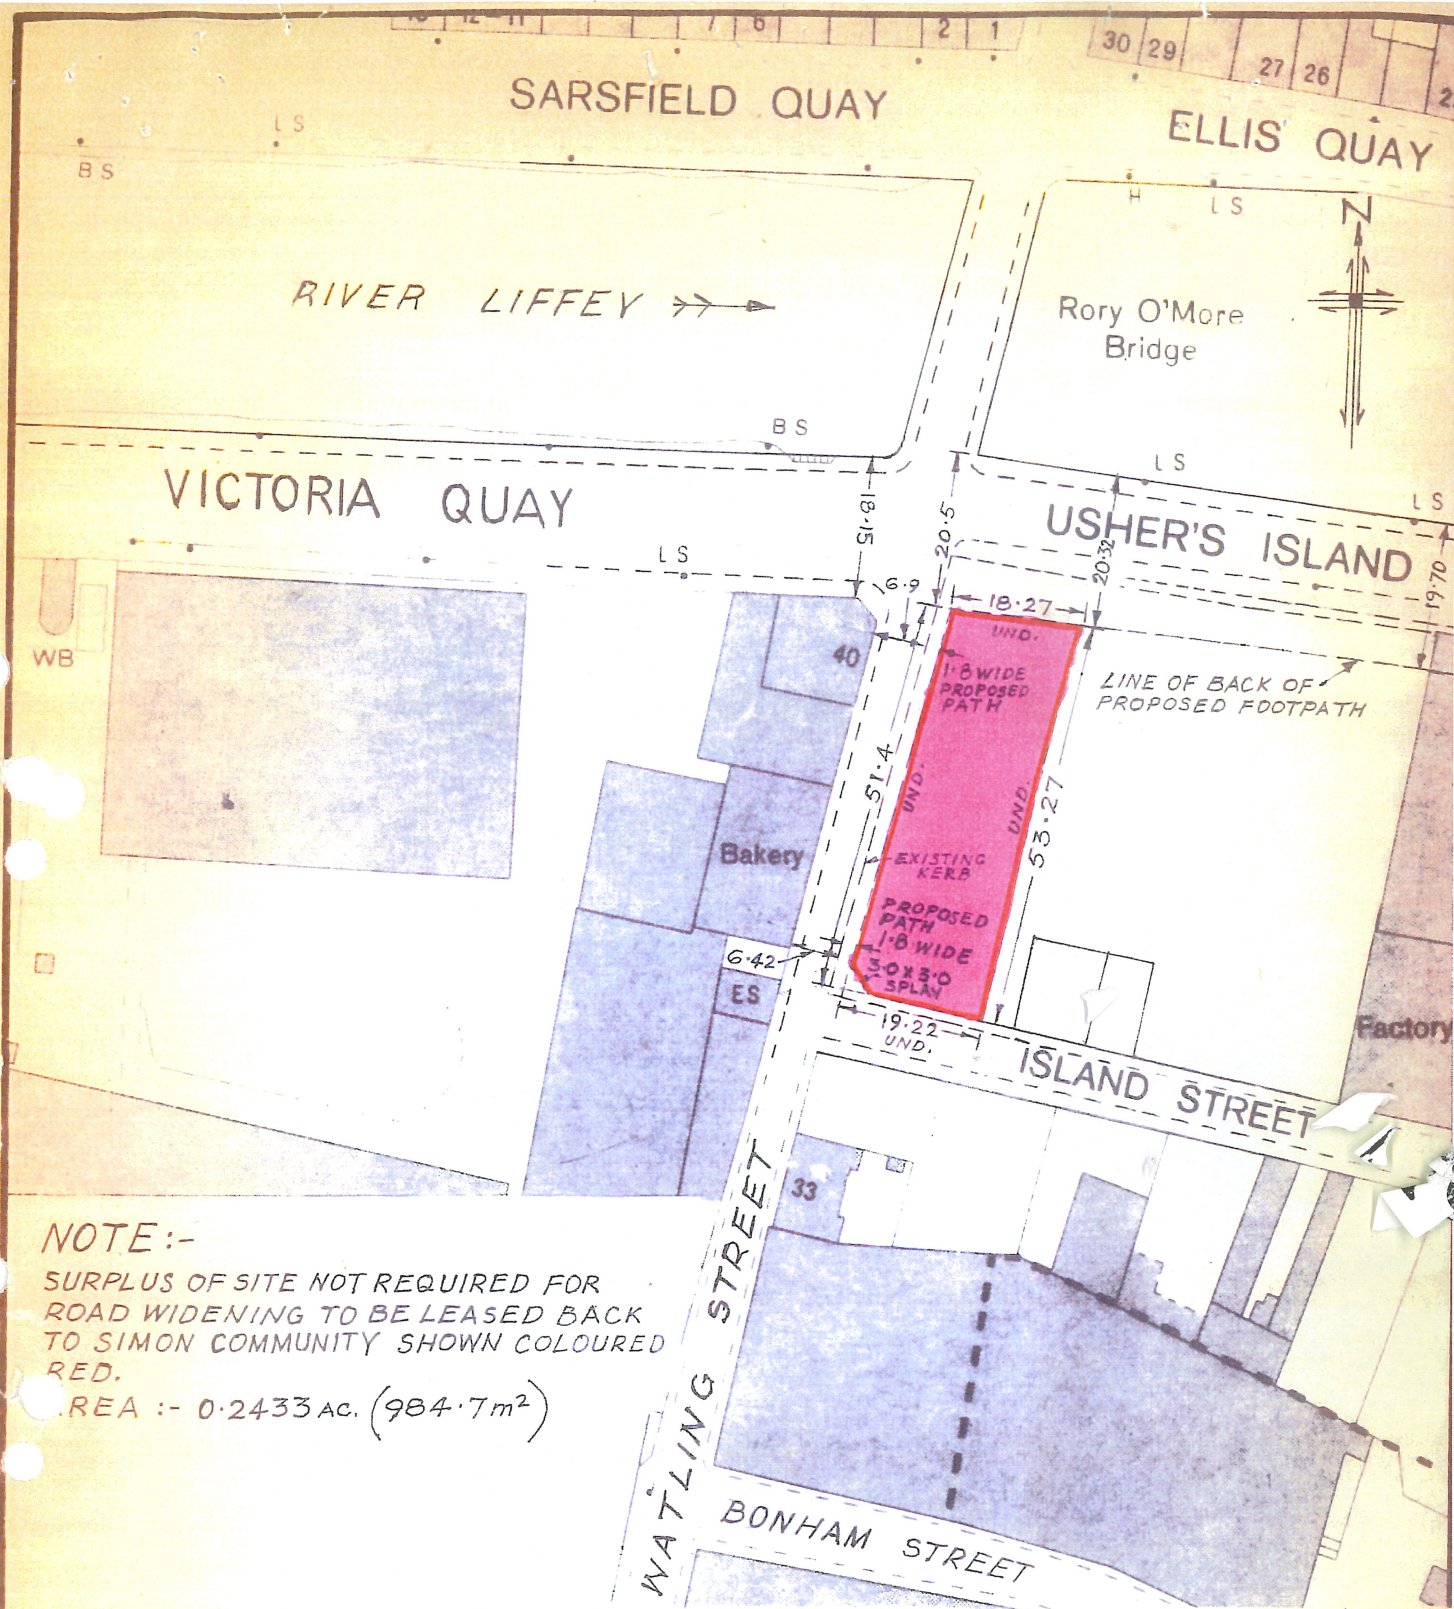 12 11 7 6 2 1 30 29 27 26
SARSFIELD QUAY
ELLIS QUAY
L S
B S
H L S
N
RIVER LIFFEY
Rory O'More
Bridge
B S
L S
L S
VICTORIA QUAY
18·15
20·5
USHER'S ISLAND
20·32
19·70
L S
6·9
18·27
UND.
WB
40
1·8 WIDE
PROPOSED
PATH
LINE OF BACK OF
PROPOSED FOOTPATH
51·4
UND.
UND.
53·27
Bakery
EXISTING
KERB
PROPOSED
PATH
1·8 WIDE
6·42
3·0 x 3·0
SPLAY
ES
19·22
UND.
Factory
ISLAND STREET
33
WATLING STREET
NOTE :-
SURPLUS OF SITE NOT REQUIRED FOR
ROAD WIDENING TO BE LEASED BACK
TO SIMON COMMUNITY SHOWN COLOURED
RED.
REA :- 0·2433 AC. (984·7m²)
BONHAM STREET